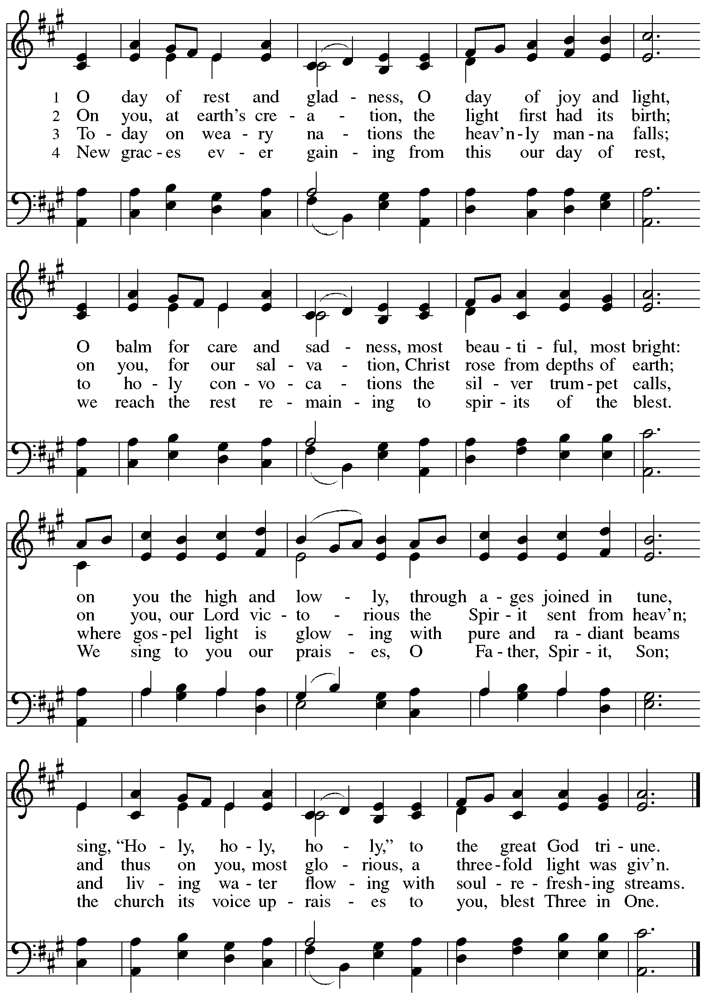 1 O day of rest and glad - ness, O day of joy and light,
2 On you, at earth's cre - a - tion, the light first had its birth;
3 To - day on wea - ry na - tions the heav'n - ly man - na falls;
4 New grac - es ev - er gain - ing from this our day of rest,
O balm for care and sad - ness, most beau - ti - ful, most bright:
on you, for our sal - va - tion, Christ rose from depths of earth;
to ho - ly con - vo - ca - tions the sil - ver trum - pet calls,
we reach the rest re - main - ing to spir - its of the blest.
on you the high and low - ly, through a - ges joined in tune,
on you, our Lord vic - to - rious the Spir - it sent from heav'n;
where gos - pel light is glow - ing with pure and ra - diant beams
We sing to you our prais - es, O Fa - ther, Spir - it, Son;
sing, “Ho - ly, ho - ly, ho - ly,” to the great God tri - une.
and thus on you, most glo - rious, a three - fold light was giv'n.
and liv - ing wa - ter flow - ing with soul - re - fresh - ing streams.
the church its voice up - rais - es to you, blest Three in One.